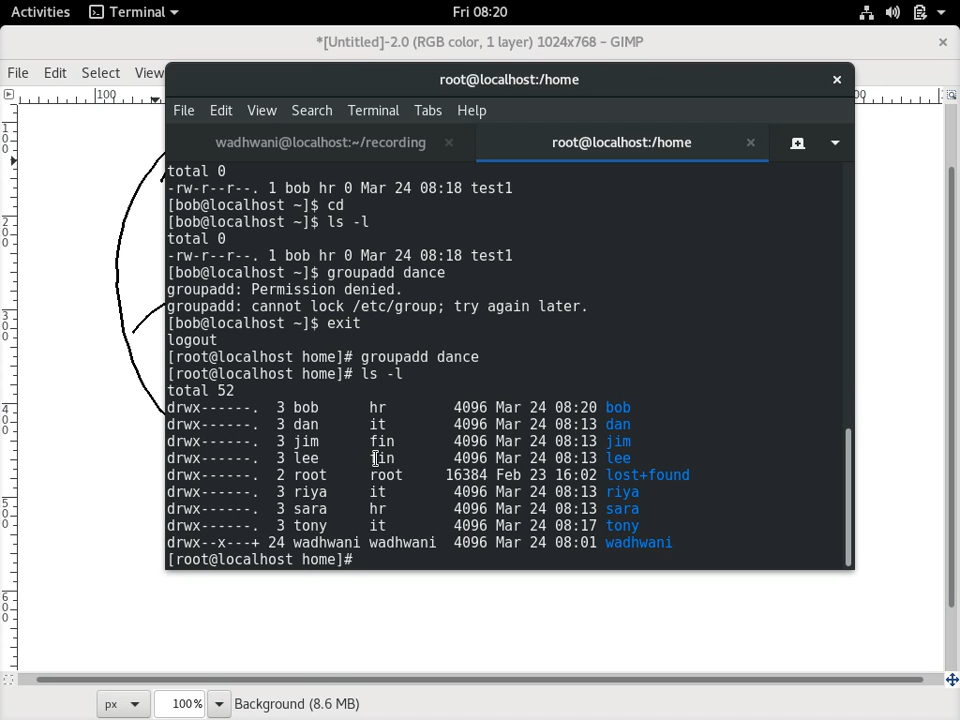 Activities Terminal Fri 08:20
*[Untitled]-2.0 (RGB color, 1 layer) 1024x768 – GIMP
File Edit Select View
root@localhost:/home
File Edit View Search Terminal Tabs Help
wadhwani@localhost:~/recording root@localhost:/home
total 0
-rw-r--r--. 1 bob hr 0 Mar 24 08:18 test1
[bob@localhost ~]$ cd
[bob@localhost ~]$ ls -l
total 0
-rw-r--r--. 1 bob hr 0 Mar 24 08:18 test1
[bob@localhost ~]$ groupadd dance
groupadd: Permission denied.
groupadd: cannot lock /etc/group; try again later.
[bob@localhost ~]$ exit
logout
[root@localhost home]# groupadd dance
[root@localhost home]# ls -l
total 52
drwx------.  3 bob      hr        4096 Mar 24 08:20 bob
drwx------.  3 dan      it        4096 Mar 24 08:13 dan
drwx------.  3 jim      fin       4096 Mar 24 08:13 jim
drwx------.  3 lee      fin       4096 Mar 24 08:13 lee
drwx------.  2 root     root     16384 Feb 23 16:02 lost+found
drwx------.  3 riya     it        4096 Mar 24 08:13 riya
drwx------.  3 sara     hr        4096 Mar 24 08:13 sara
drwx------.  3 tony     it        4096 Mar 24 08:17 tony
drwx--x---+ 24 wadhwani wadhwani  4096 Mar 24 08:01 wadhwani
[root@localhost home]#
100
100
200
300
400
500
600
px 100% Background (8.6 MB)